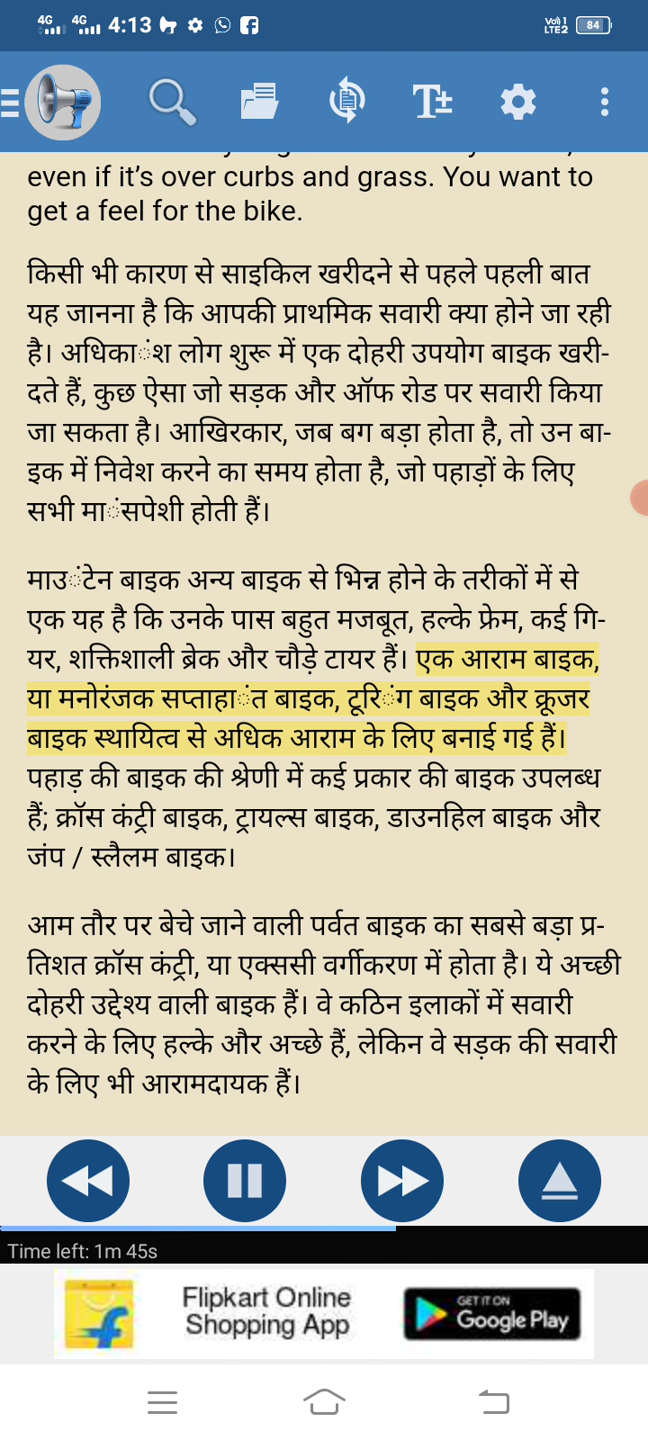 4G 4G 4:13 Vo)) 1 LTE2 84
T±
even if it’s over curbs and grass. You want to
get a feel for the bike.
किसी भी कारण से साइकिल खरीदने से पहले पहली बात
यह जानना है कि आपकी प्राथमिक सवारी क्या होने जा रही
है। अधिका◌ंश लोग शुरू में एक दोहरी उपयोग बाइक खरी-
दते हैं, कुछ ऐसा जो सड़क और ऑफ रोड पर सवारी किया
जा सकता है। आखिरकार, जब बग बड़ा होता है, तो उन बा-
इक में निवेश करने का समय होता है, जो पहाड़ों के लिए
सभी मा◌ंसपेशी होती हैं।
माउ◌ंटेन बाइक अन्य बाइक से भिन्न होने के तरीकों में से
एक यह है कि उनके पास बहुत मजबूत, हल्के फ्रेम, कई गि-
यर, शक्तिशाली ब्रेक और चौड़े टायर हैं। एक आराम बाइक,
या मनोरंजक सप्ताहा◌ंत बाइक, टूरि◌ंग बाइक और क्रूजर
बाइक स्थायित्व से अधिक आराम के लिए बनाई गई हैं।
पहाड़ की बाइक की श्रेणी में कई प्रकार की बाइक उपलब्ध
हैं; क्रॉस कंट्री बाइक, ट्रायल्स बाइक, डाउनहिल बाइक और
जंप / स्लैलम बाइक।
आम तौर पर बेचे जाने वाली पर्वत बाइक का सबसे बड़ा प्र-
तिशत क्रॉस कंट्री, या एक्ससी वर्गीकरण में होता है। ये अच्छी
दोहरी उद्देश्य वाली बाइक हैं। वे कठिन इलाकों में सवारी
करने के लिए हल्के और अच्छे हैं, लेकिन वे सड़क की सवारी
के लिए भी आरामदायक हैं।
Time left: 1m 45s
Flipkart Online
Shopping App
GET IT ON
Google Play